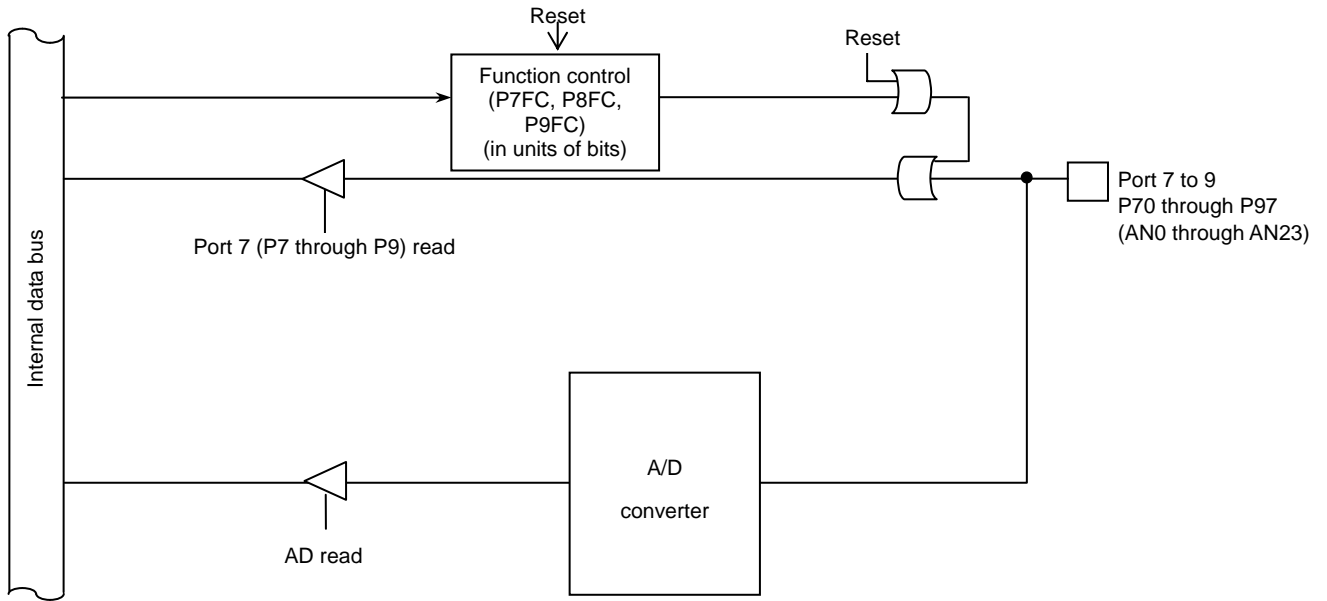 Reset
Reset
Function control
(P7FC, P8FC,
P9FC)
(in units of bits)
Port 7 to 9
P70 through P97
(AN0 through AN23)
Port 7 (P7 through P9) read
Internal data bus
A/D
converter
AD read